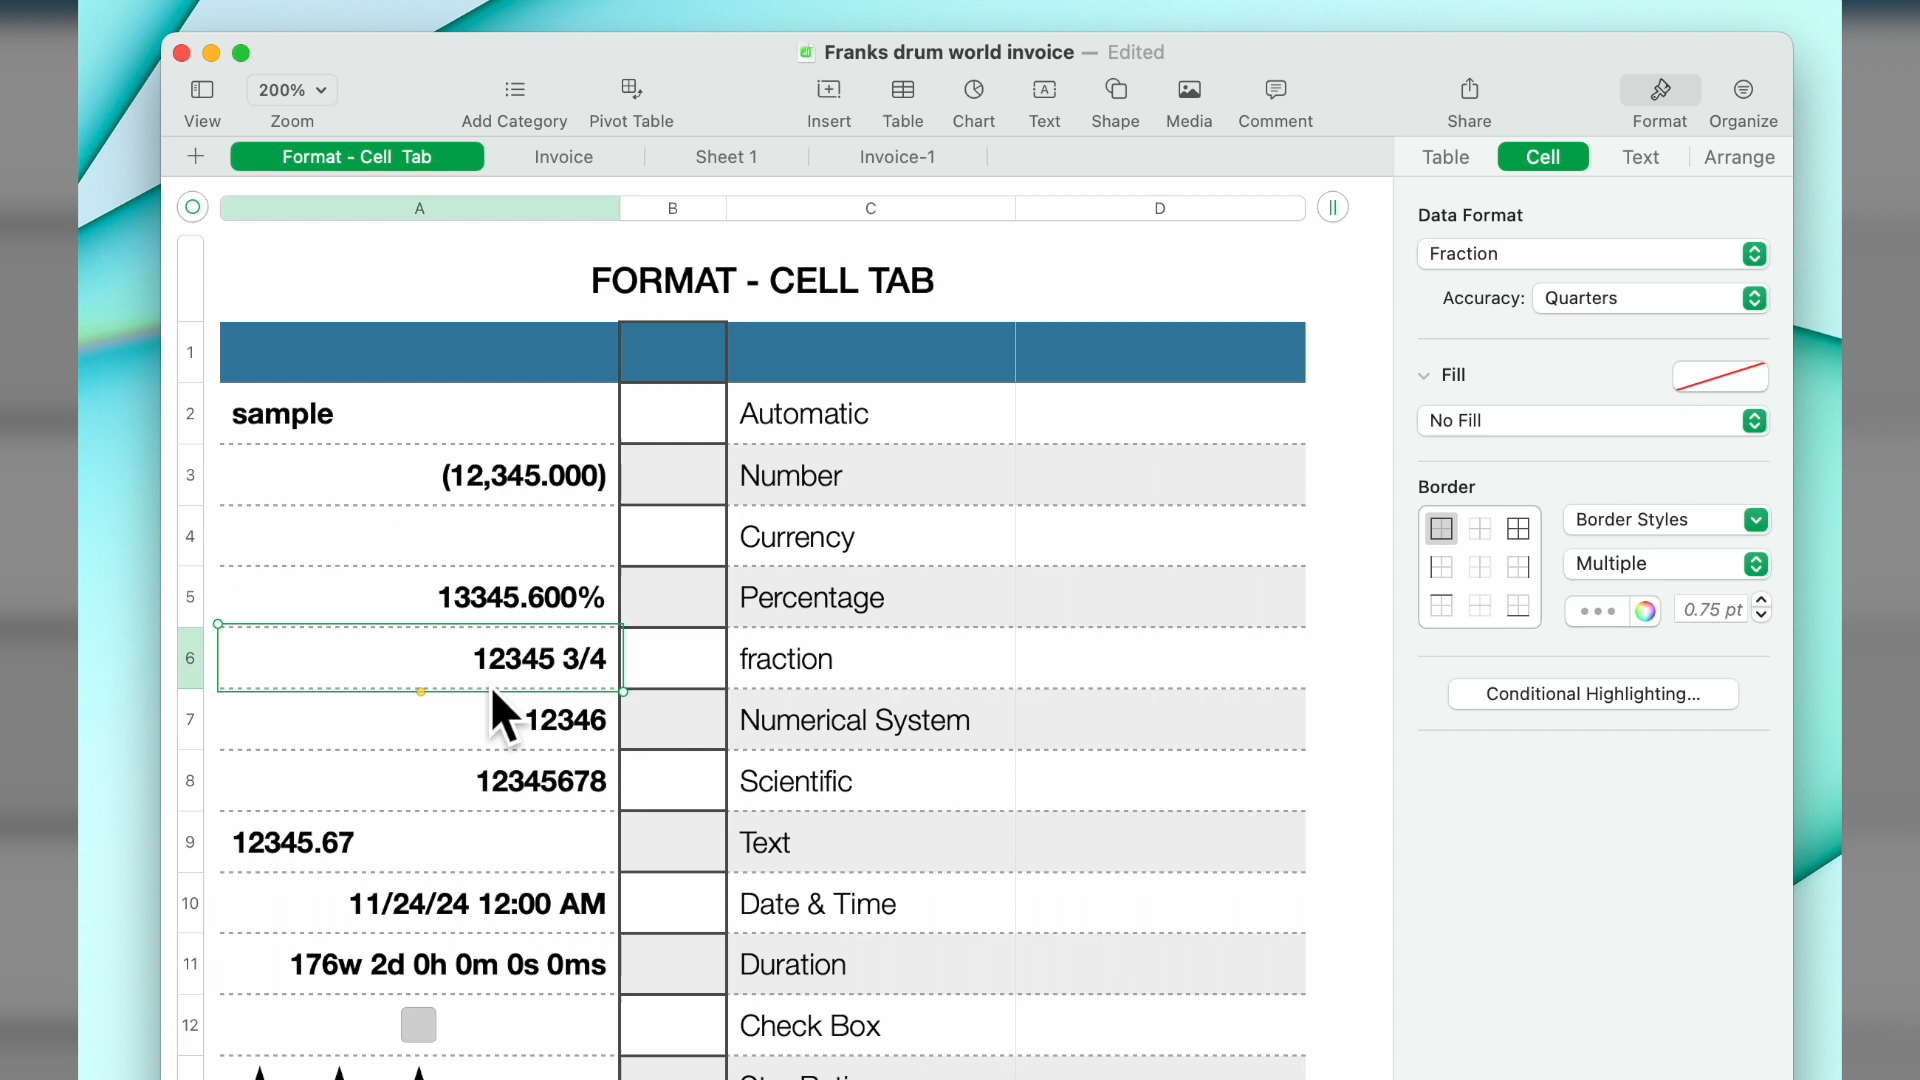 Franks drum world invoice — Edited
200%
View Zoom Add Category Pivot Table Insert Table Chart Text Shape Media Comment Share Format Organize
Format - Cell Tab Invoice Sheet 1 Invoice-1 Table Cell Text Arrange
A B C D
FORMAT - CELL TAB
1
2 sample Automatic
3 (12,345.000) Number
4 Currency
5 13345.600% Percentage
6 12345 3/4 fraction
7 12346 Numerical System
8 12345678 Scientific
9 12345.67 Text
10 11/24/24 12:00 AM Date & Time
11 176w 2d 0h 0m 0s 0ms Duration
12 Check Box
Data Format
Fraction
Accuracy: Quarters
Fill
No Fill
Border
Border Styles
Multiple
0.75 pt
Conditional Highlighting...